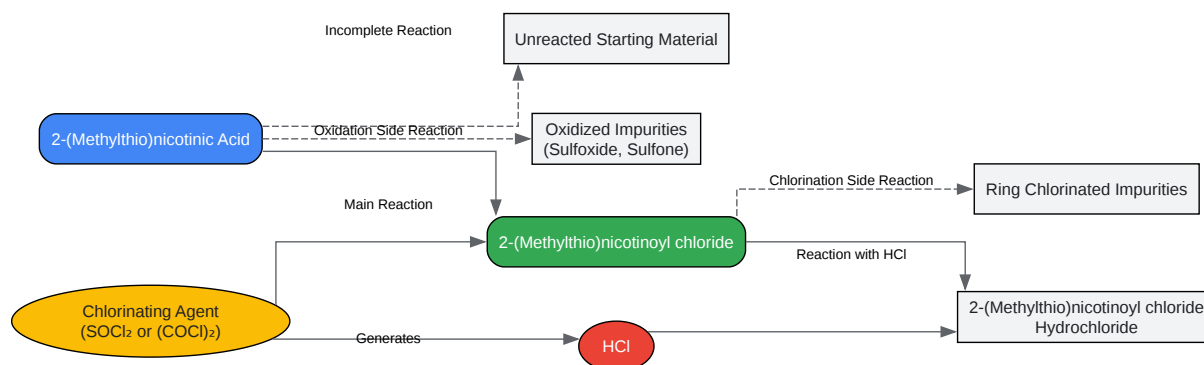 Incomplete Reaction
Unreacted Starting Material
2-(Methylthio)nicotinic Acid
Oxidation Side Reaction
Oxidized Impurities
(Sulfoxide, Sulfone)
Chlorination Side Reaction
Ring Chlorinated Impurities
Main Reaction
2-(Methylthio)nicotinoyl chloride
Reaction with HCl
Chlorinating Agent
(SOCl₂ or (COCl)₂)
Generates
HCl
2-(Methylthio)nicotinoyl chloride
Hydrochloride